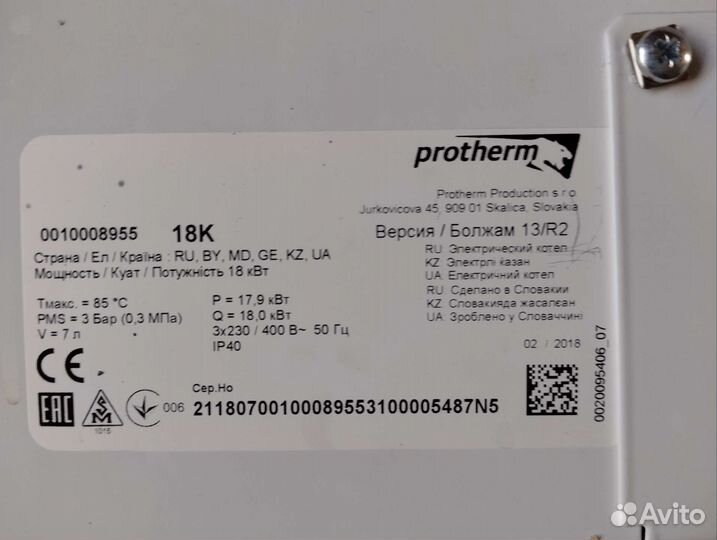 protherm
Protherm Production s.r.o.
Jurkovicova 45, 909 01 Skalica, Slovakia
0010008955 18K
Версия / Болжам 13/R2
Страна / Ел / Країна : RU, BY, MD, GE, KZ, UA
Мощность / Куат / Потужність 18 кВт
RU: Электрический котел
KZ: Электрлі казан
UA: Електричний котел
RU: Сделано в Словакии
KZ: Словакияда жасалған
UA: Зроблено у Словаччині
Tмакс. = 85 °C
PMS = 3 Бар (0,3 МПа)
V = 7 л
P = 17,9 кВт
Q = 18,0 кВт
3x230 / 400 В~ 50 Гц
IP40
02 / 2018
CE
Сер.Но
EAC
1015
006
21180700100089553100005487N5
0020095406_07
Avito